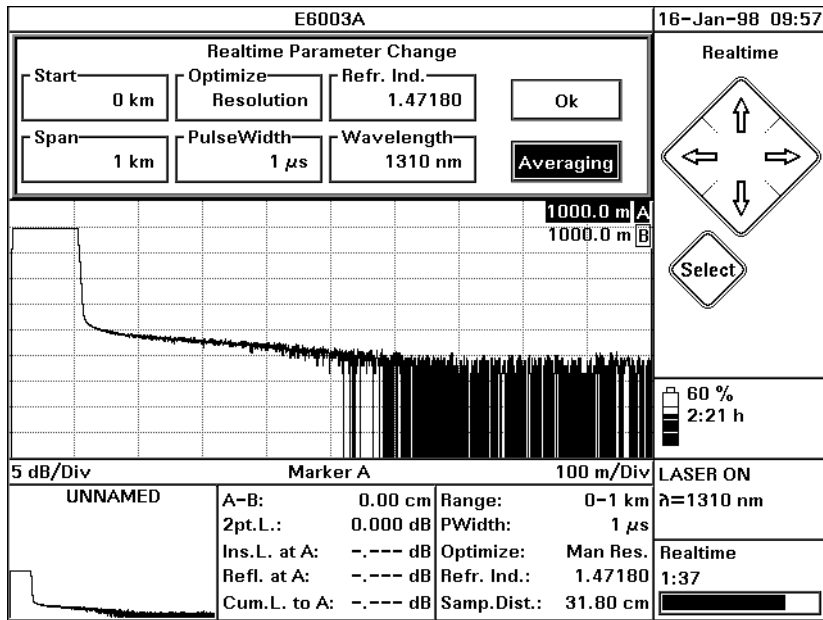 E6003A
16-Jan-98 09:57
Realtime Parameter Change
Start
0 km
Optimize
Resolution
Refr. Ind.
1.47180
Ok
Span
1 km
PulseWidth
1 µs
Wavelength
1310 nm
Averaging
Realtime
Select
1000.0 m A
1000.0 m B
60 %
2:21 h
5 dB/Div Marker A 100 m/Div
UNNAMED
A-B: 0.00 cm
2pt.L.: 0.000 dB
Ins.L. at A: -.--- dB
Refl. at A: -.--- dB
Cum.L. to A: -.--- dB
Range: 0-1 km
PWidth: 1 µs
Optimize: Man Res.
Refr. Ind.: 1.47180
Samp.Dist.: 31.80 cm
LASER ON
λ=1310 nm
Realtime
1:37